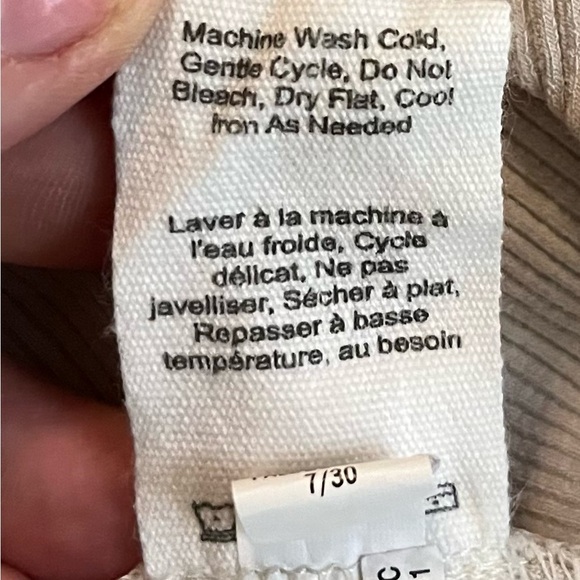 Machine Wash Cold,
Gentle Cycle, Do Not
Bleach, Dry Flat, Cool
Iron As Needed
Laver à la machine à
l'eau froide, Cycle
délicat, Ne pas
javelliser, Sécher à plat,
Repasser à basse
température, au besoin
7/30
C
1